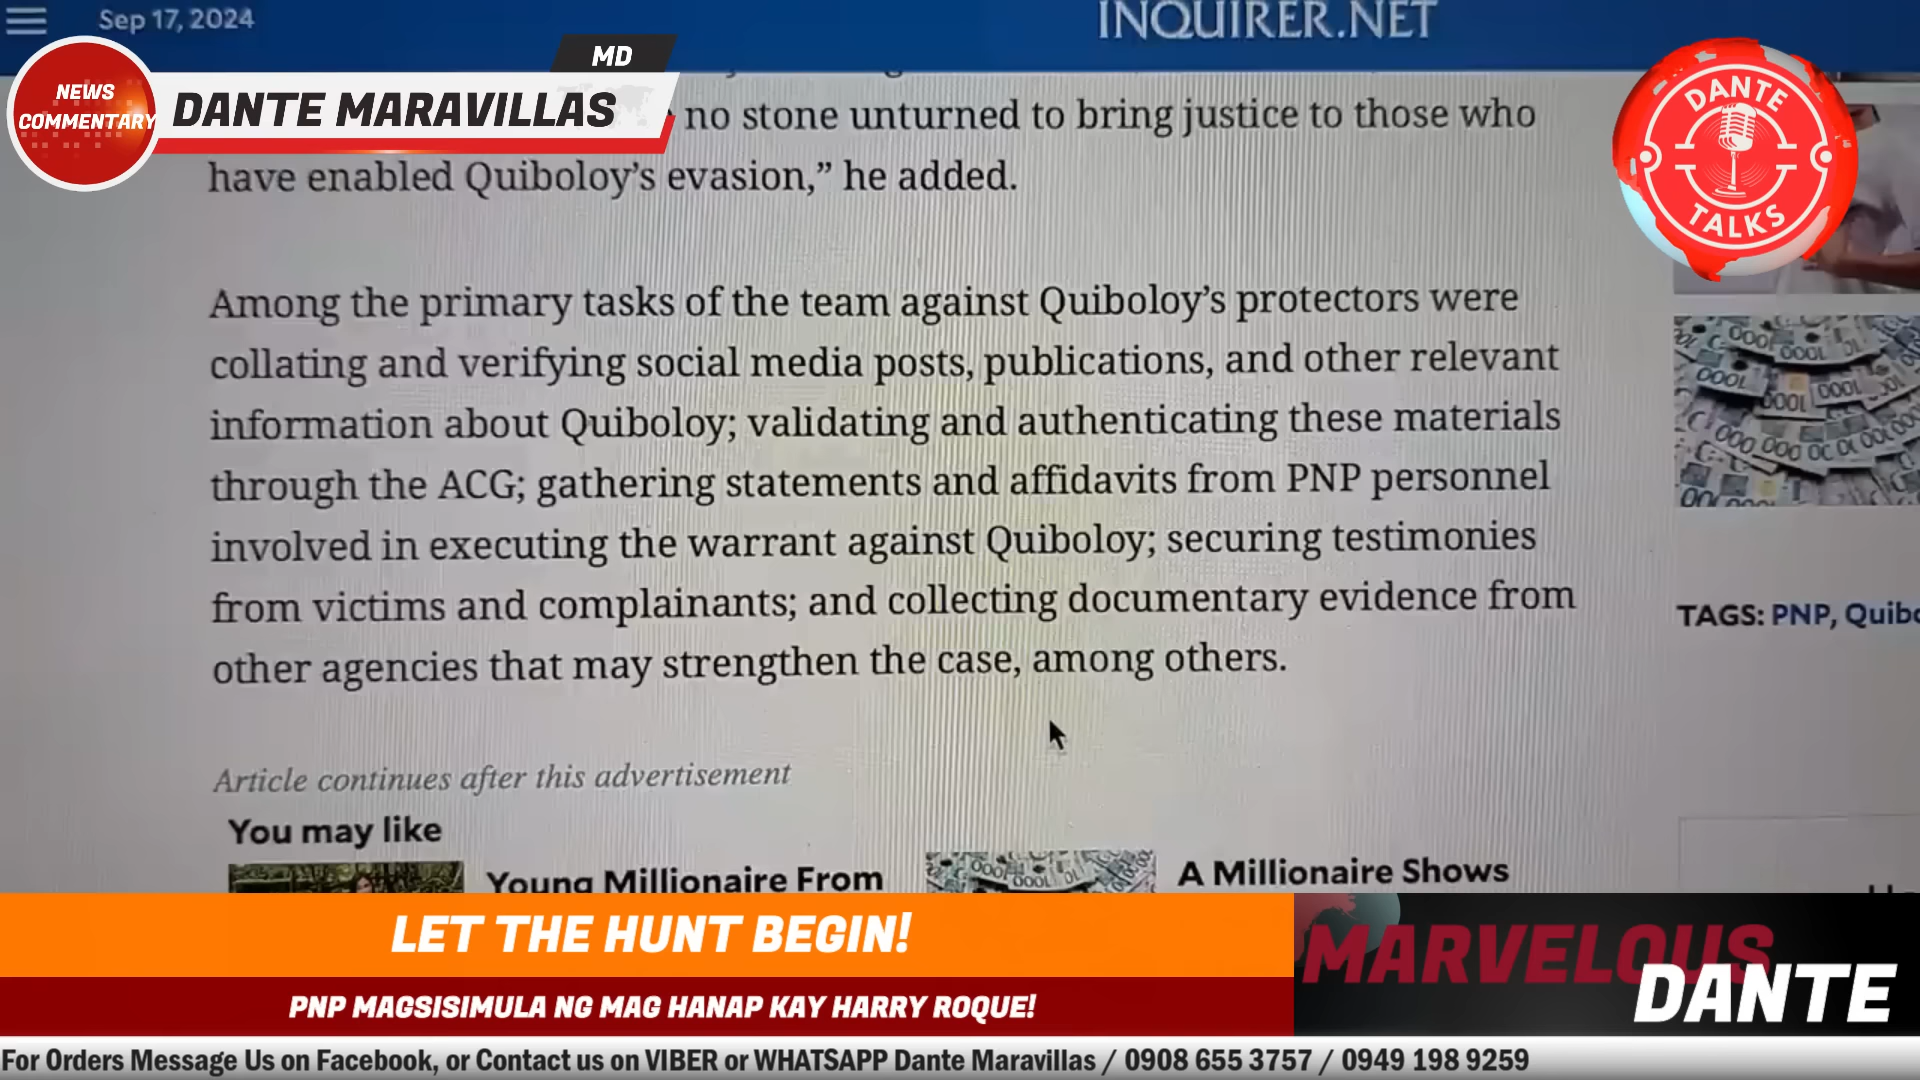 Sep 17, 2024
INQUIRER.NET
MD
NEWS
COMMENTARY
DANTE MARAVILLAS
DANTE
TALKS
no stone unturned to bring justice to those who
have enabled Quiboloy’s evasion,” he added.
Among the primary tasks of the team against Quiboloy’s protectors were
collating and verifying social media posts, publications, and other relevant
information about Quiboloy; validating and authenticating these materials
through the ACG; gathering statements and affidavits from PNP personnel
involved in executing the warrant against Quiboloy; securing testimonies
from victims and complainants; and collecting documentary evidence from
other agencies that may strengthen the case, among others.
TAGS: PNP,
Article continues after this advertisement
You may like
Young Millionaire From
A Millionaire Shows
LET THE HUNT BEGIN!
PNP MAGSISIMULA NG MAG HANAP KAY HARRY ROQUE!
MARVELOUS
DANTE
For Orders Message Us on Facebook, or Contact us on VIBER or WHATSAPP Dante Maravillas / 0908 655 3757 / 0949 198 9259